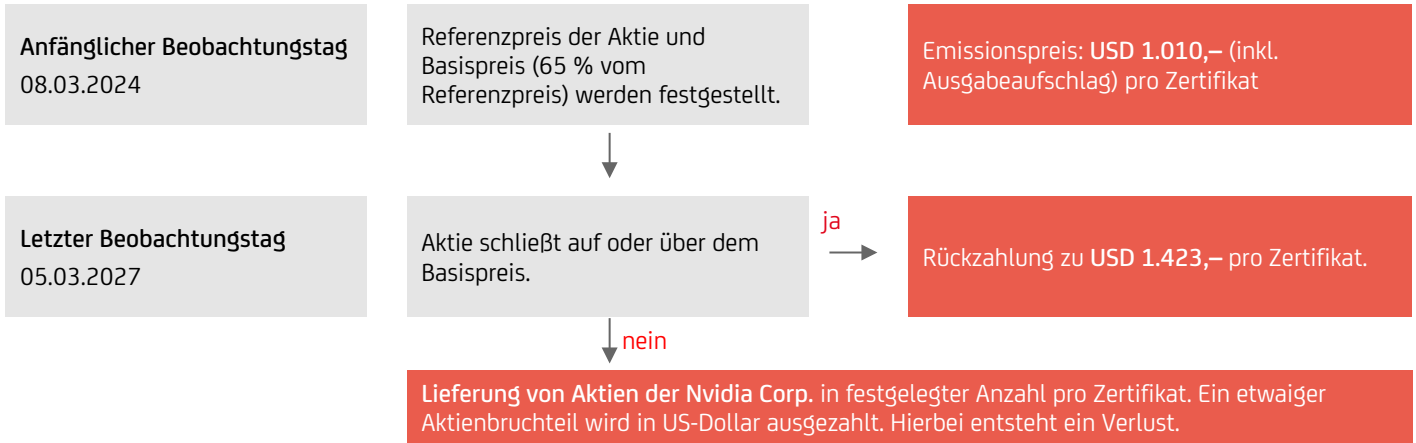 Anfänglicher Beobachtungstag
08.03.2024
Referenzpreis der Aktie und
Basispreis (65 % vom
Referenzpreis) werden festgestellt.
Emissionspreis: USD 1.010,– (inkl.
Ausgabeaufschlag) pro Zertifikat
Letzter Beobachtungstag
05.03.2027
Aktie schließt auf oder über dem
Basispreis.
ja
Rückzahlung zu USD 1.423,– pro Zertifikat.
nein
Lieferung von Aktien der Nvidia Corp. in festgelegter Anzahl pro Zertifikat. Ein etwaiger
Aktienbruchteil wird in US-Dollar ausgezahlt. Hierbei entsteht ein Verlust.